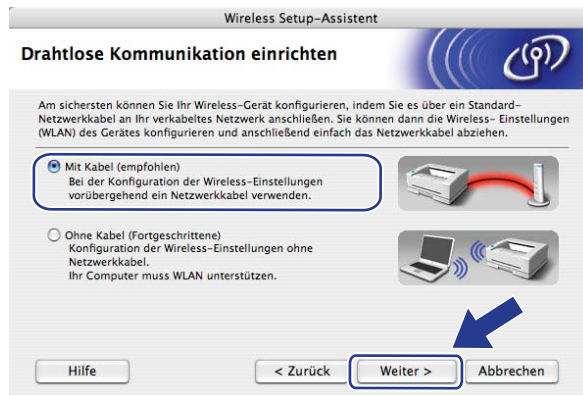 Wireless Setup-Assistent
Drahtlose Kommunikation einrichten
Am sichersten können Sie Ihr Wireless-Gerät konfigurieren, indem Sie es über ein Standard-
Netzwerkkabel an Ihr verkabeltes Netzwerk anschließen. Sie können dann die Wireless- Einstellungen
(WLAN) des Gerätes konfigurieren und anschließend einfach das Netzwerkkabel abziehen.
Mit Kabel (empfohlen)
Bei der Konfiguration der Wireless-Einstellungen
vorübergehend ein Netzwerkkabel verwenden.
Ohne Kabel (Fortgeschrittene)
Konfiguration der Wireless-Einstellungen ohne
Netzwerkkabel.
Ihr Computer muss WLAN unterstützen.
Hilfe
< Zurück
Weiter >
Abbrechen